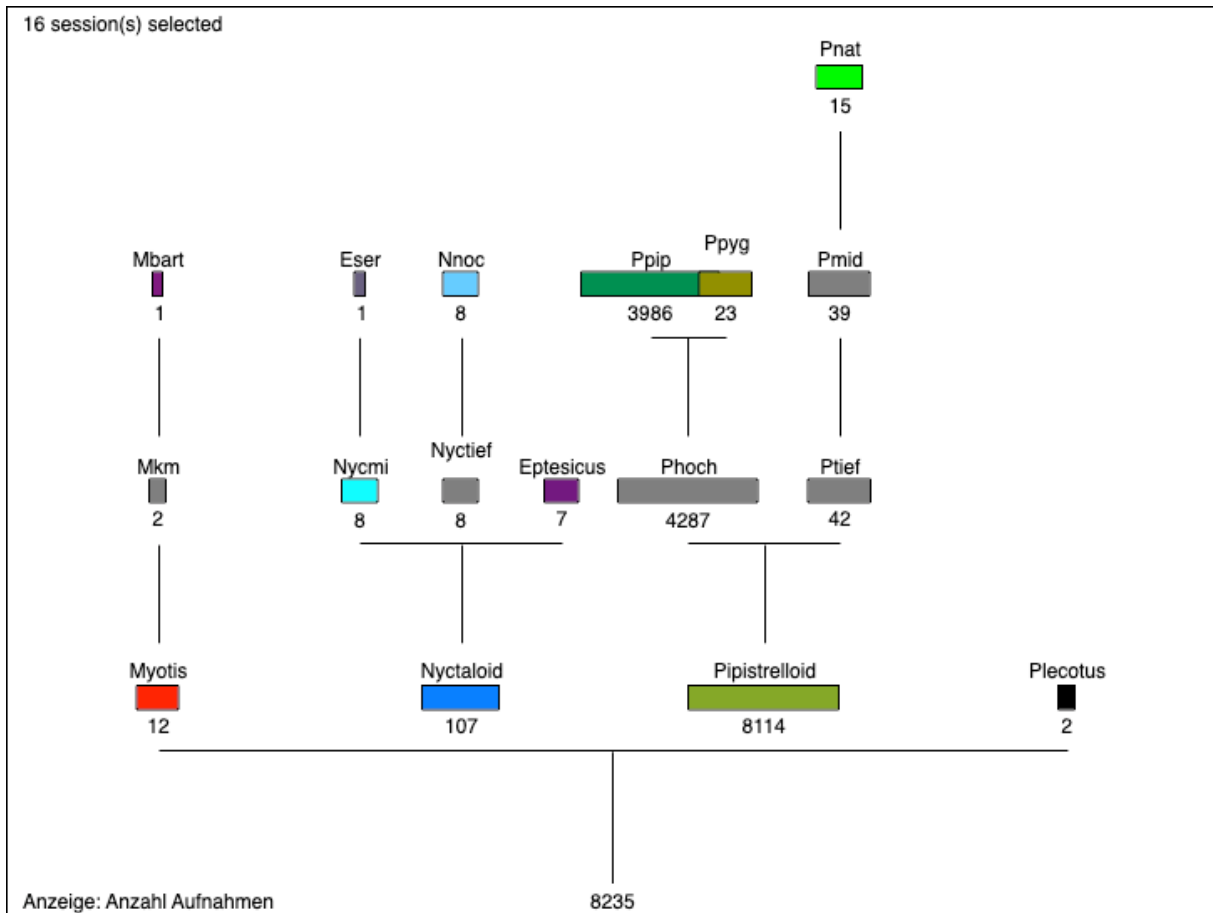 16 session(s) selected
Pnat
15
Mbart Eser Nnoc Ppip Ppyg Pmid
1 1 8 3986 23 39
Mkm Nycmi Nyctief Eptesicus Phoch Ptief
2 8 8 7 4287 42
Myotis Nyctaloid Pipistrelloid Plecotus
12 107 8114 2
Anzeige: Anzahl Aufnahmen 8235